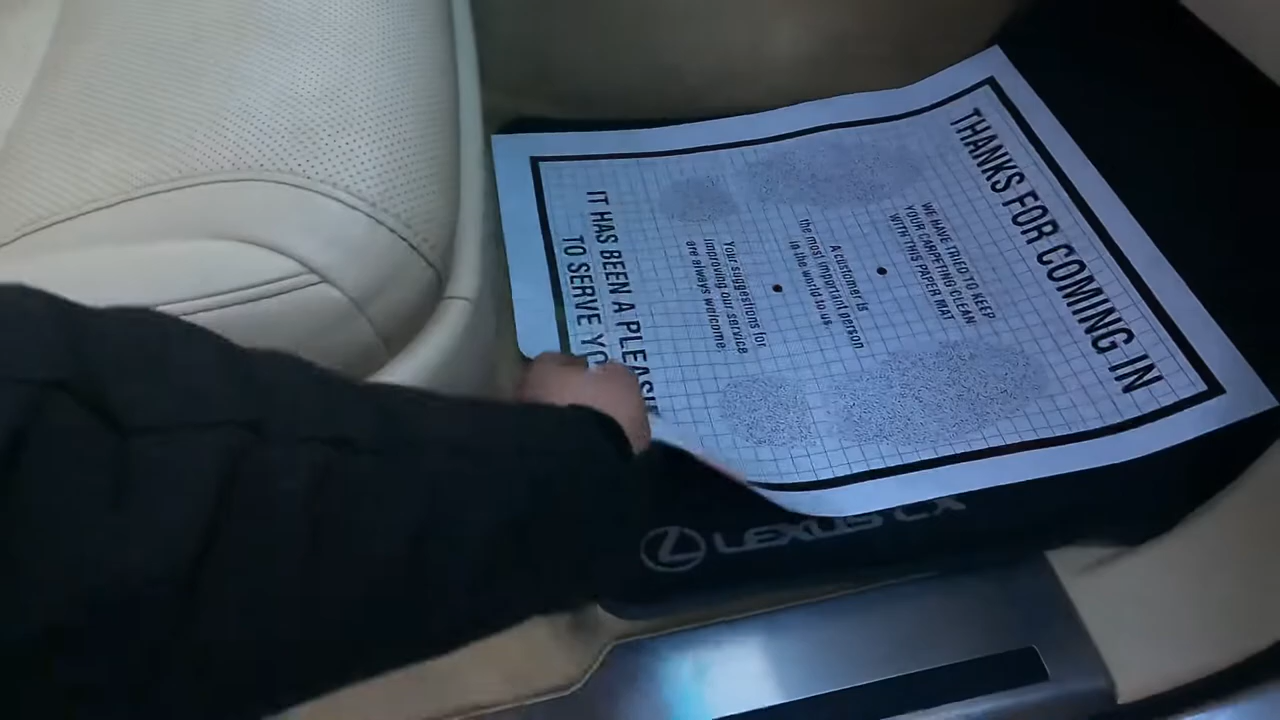 THANKS FOR COMING IN
WE HAVE TRIED TO KEEP
YOUR CARPETING CLEAN
WITH THIS PAPER MAT
A customer is
the most important person
in the world to us.
Your suggestions for
improving our service
are always welcome.
IT HAS BEEN A PLEASU
TO SERVE YO
LEXUS